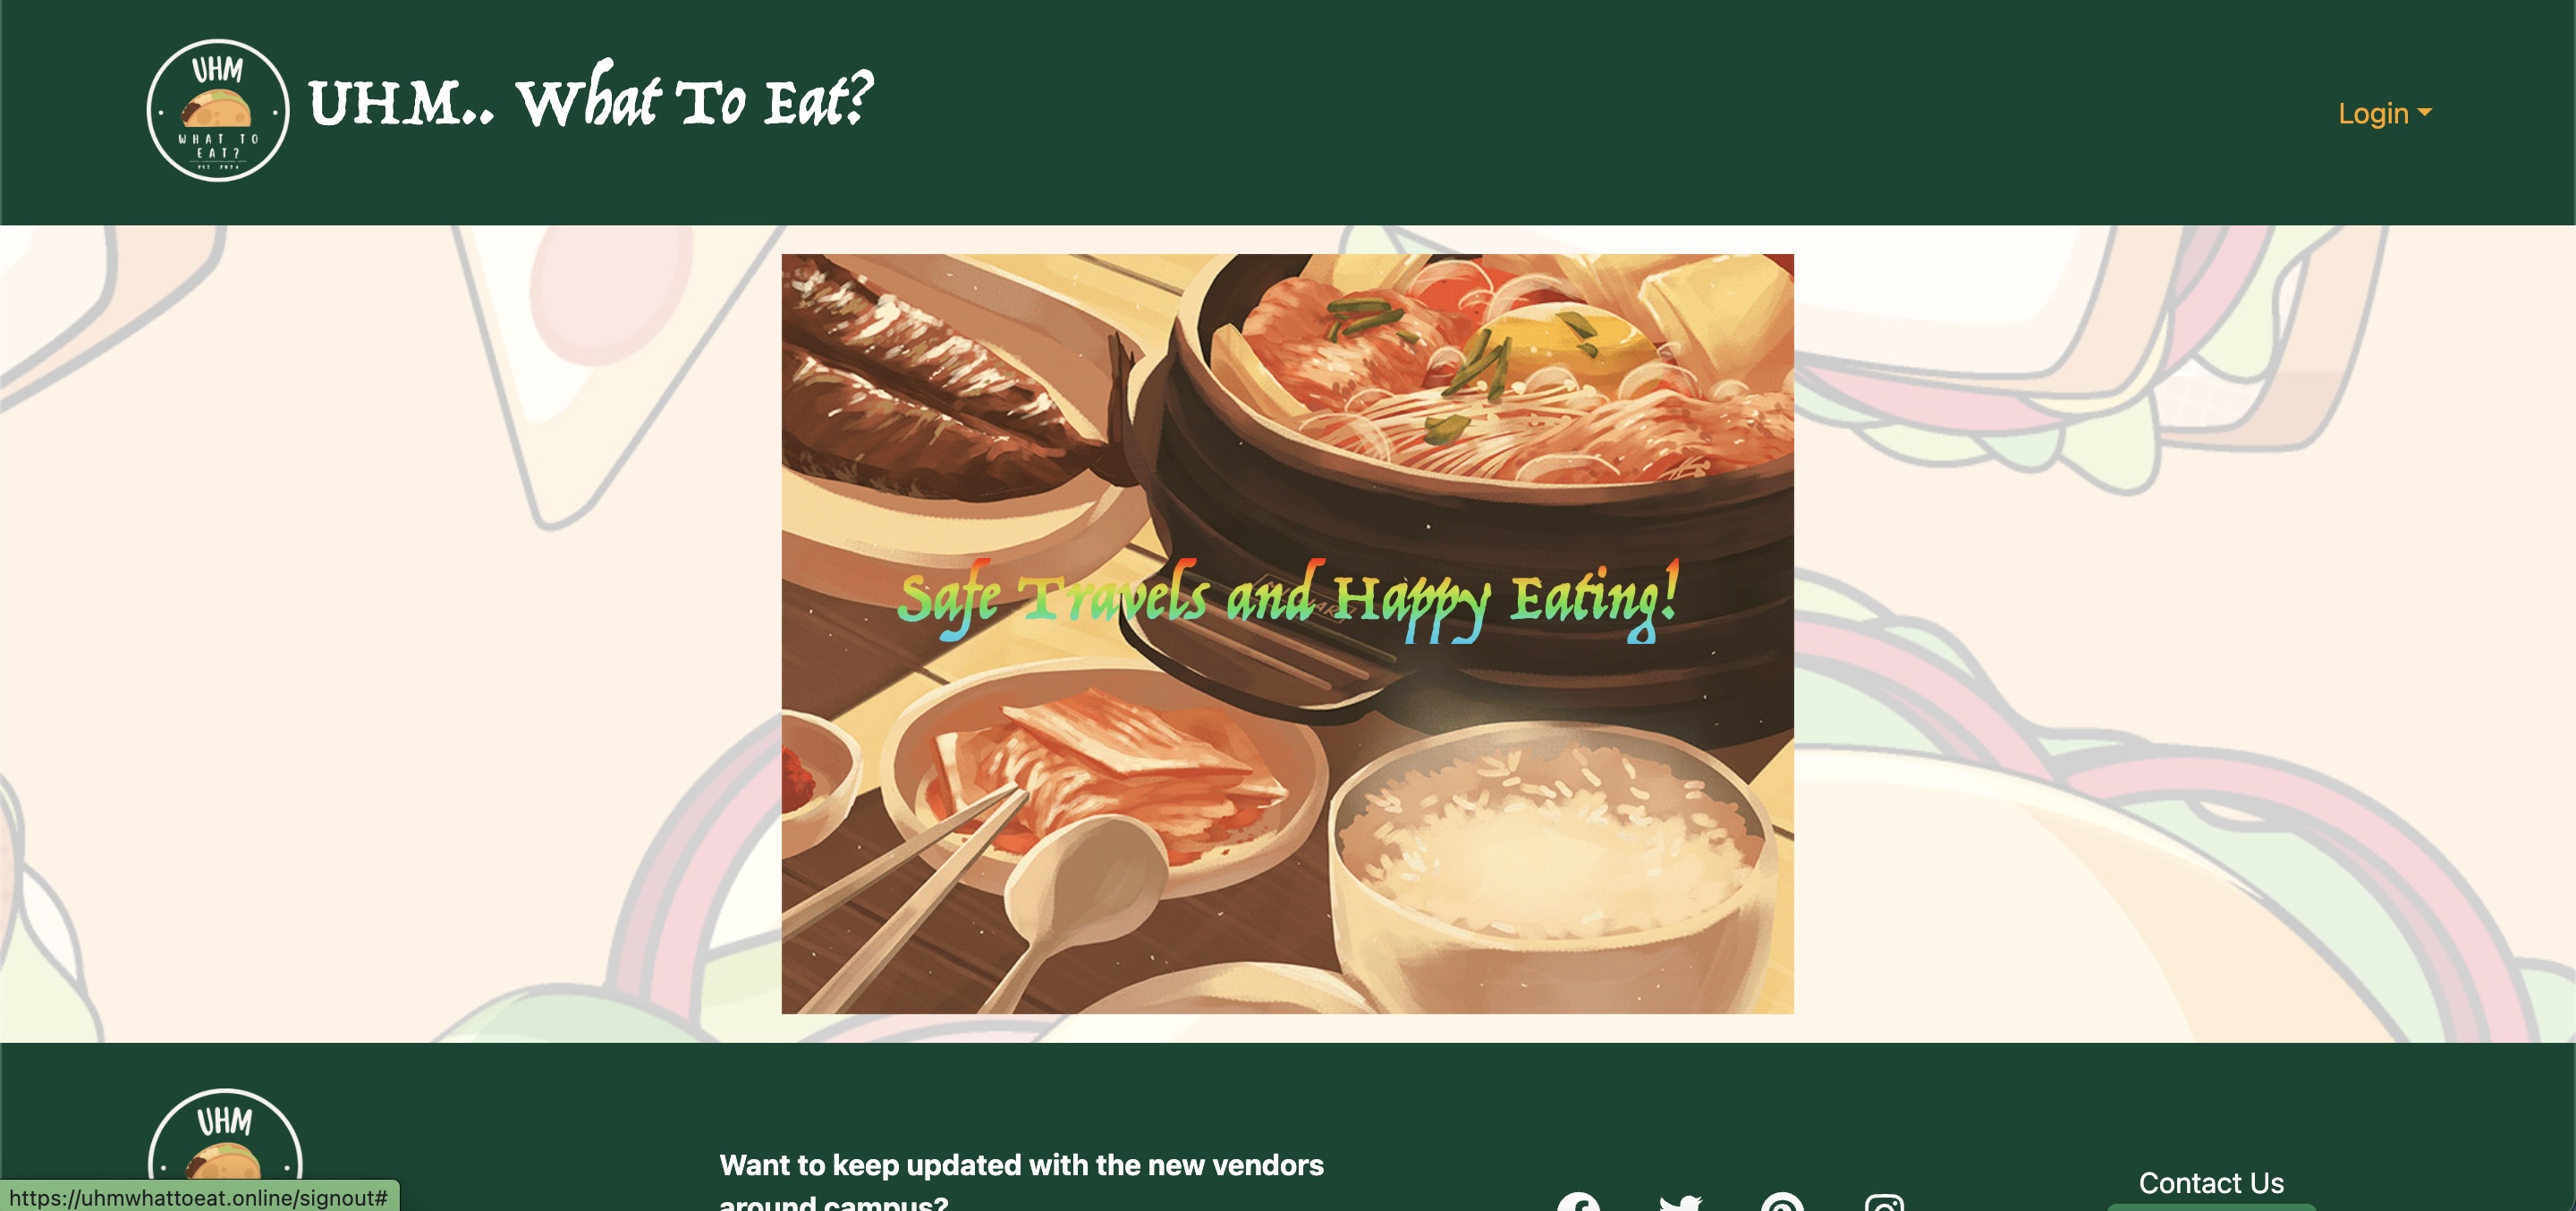 UHM
WHAT TO
EAT?
UHM.. What To Eat?
Login
Safe Travels and Happy Eating!
UHM
Want to keep updated with the new vendors
around campus?
Contact Us
https://uhmwhattoeat.online/signout#